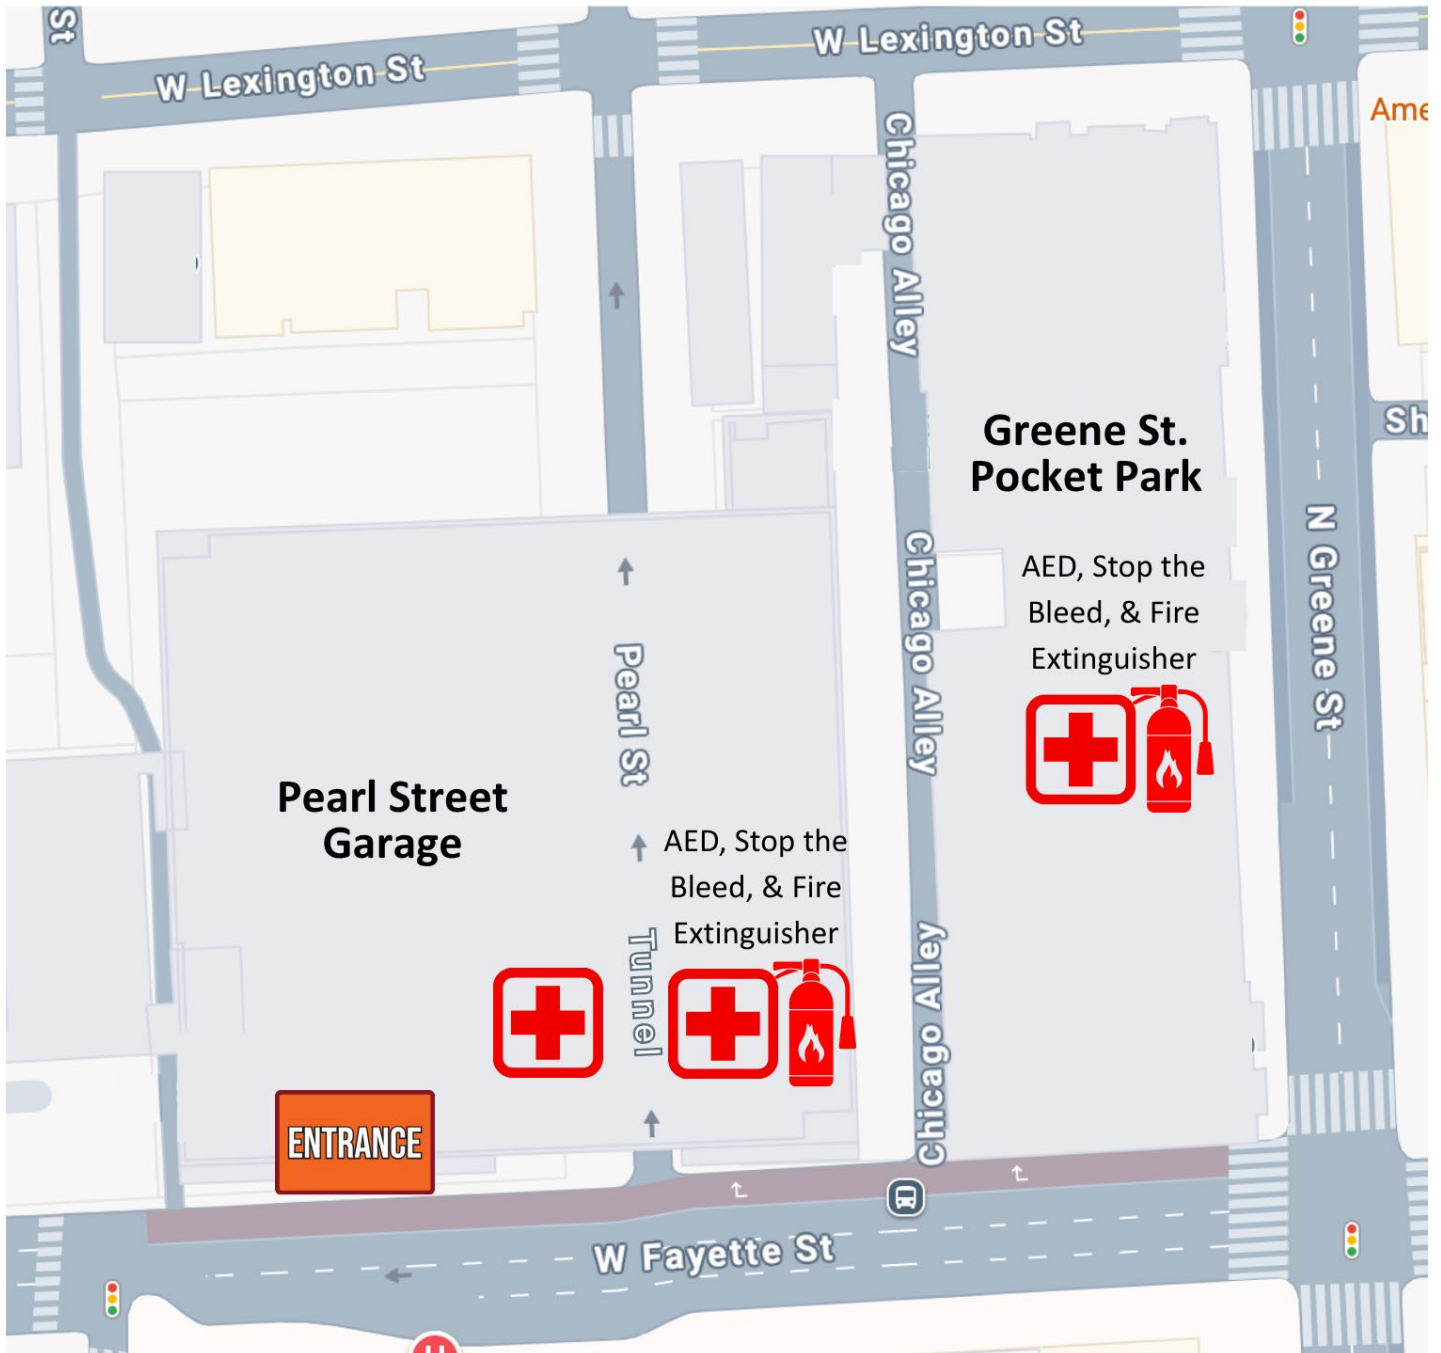 St
W Lexington St
W Lexington St
Ame
Chicago Alley
Greene St.
Pocket Park
Sh
N Greene St
Chicago Alley
AED, Stop the
Bleed, & Fire
Extinguisher
Pearl St
Pearl Street
Garage
AED, Stop the
Bleed, & Fire
Extinguisher
Tunnel
Chicago Alley
ENTRANCE
W Fayette St